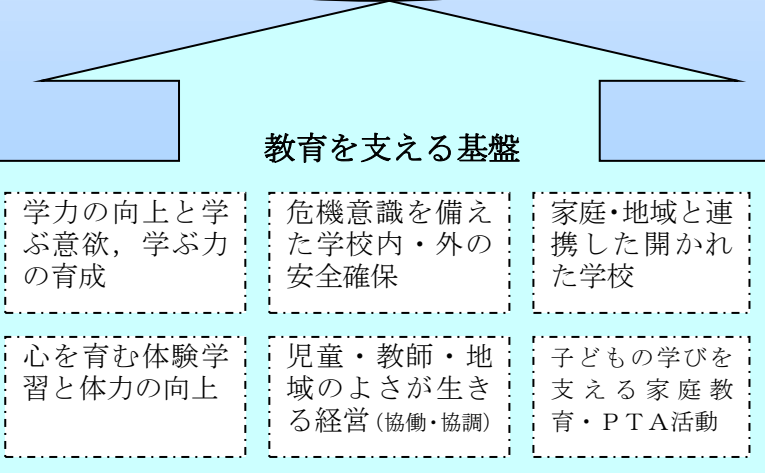 教育を支える基盤
学力の向上と学
ぶ意欲，学ぶ力
の育成
危機意識を備え
た学校内・外の
安全確保
家庭・地域と連
携した開かれ
た学校
心を育む体験学
習と体力の向上
児童・教師・地
域のよさが生き
る経営(協働・協調)
子どもの学びを
支える家庭教
育・ＰＴＡ活動